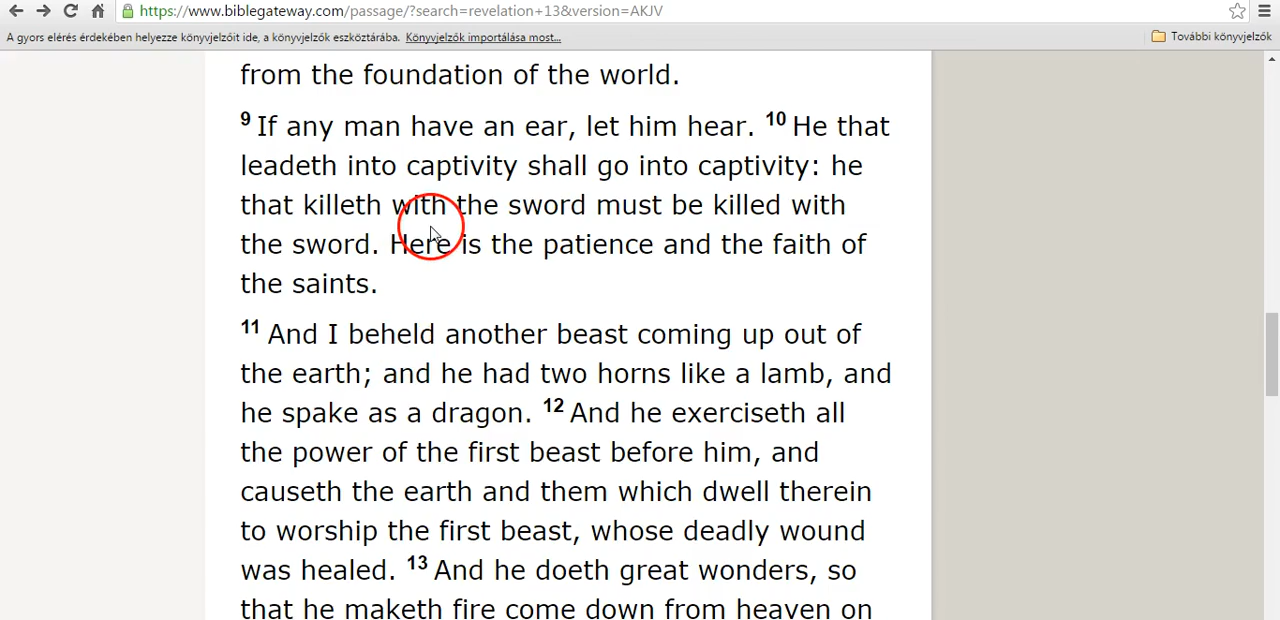 https://www.biblegateway.com/passage/?search=revelation+13&version=AKJV
A gyors elérés érdekében helyezze könyvjelzőit ide, a könyvjelzők eszköztárába. Könyvjelzők importálása most... További könyvjelzők
from the foundation of the world.
9 If any man have an ear, let him hear. 10 He that
leadeth into captivity shall go into captivity: he
that killeth with the sword must be killed with
the sword. Here is the patience and the faith of
the saints.
11 And I beheld another beast coming up out of
the earth; and he had two horns like a lamb, and
he spake as a dragon. 12 And he exerciseth all
the power of the first beast before him, and
causeth the earth and them which dwell therein
to worship the first beast, whose deadly wound
was healed. 13 And he doeth great wonders, so
that he maketh fire come down from heaven on